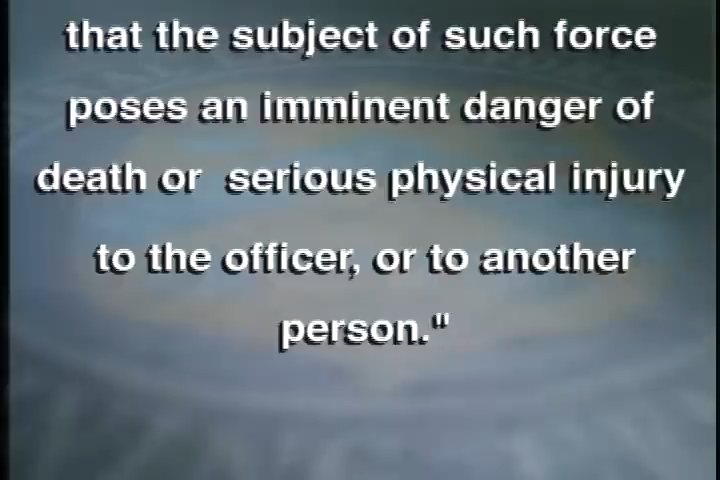 that the subject of such force
poses an imminent danger of
death or serious physical injury
to the officer, or to another
person."